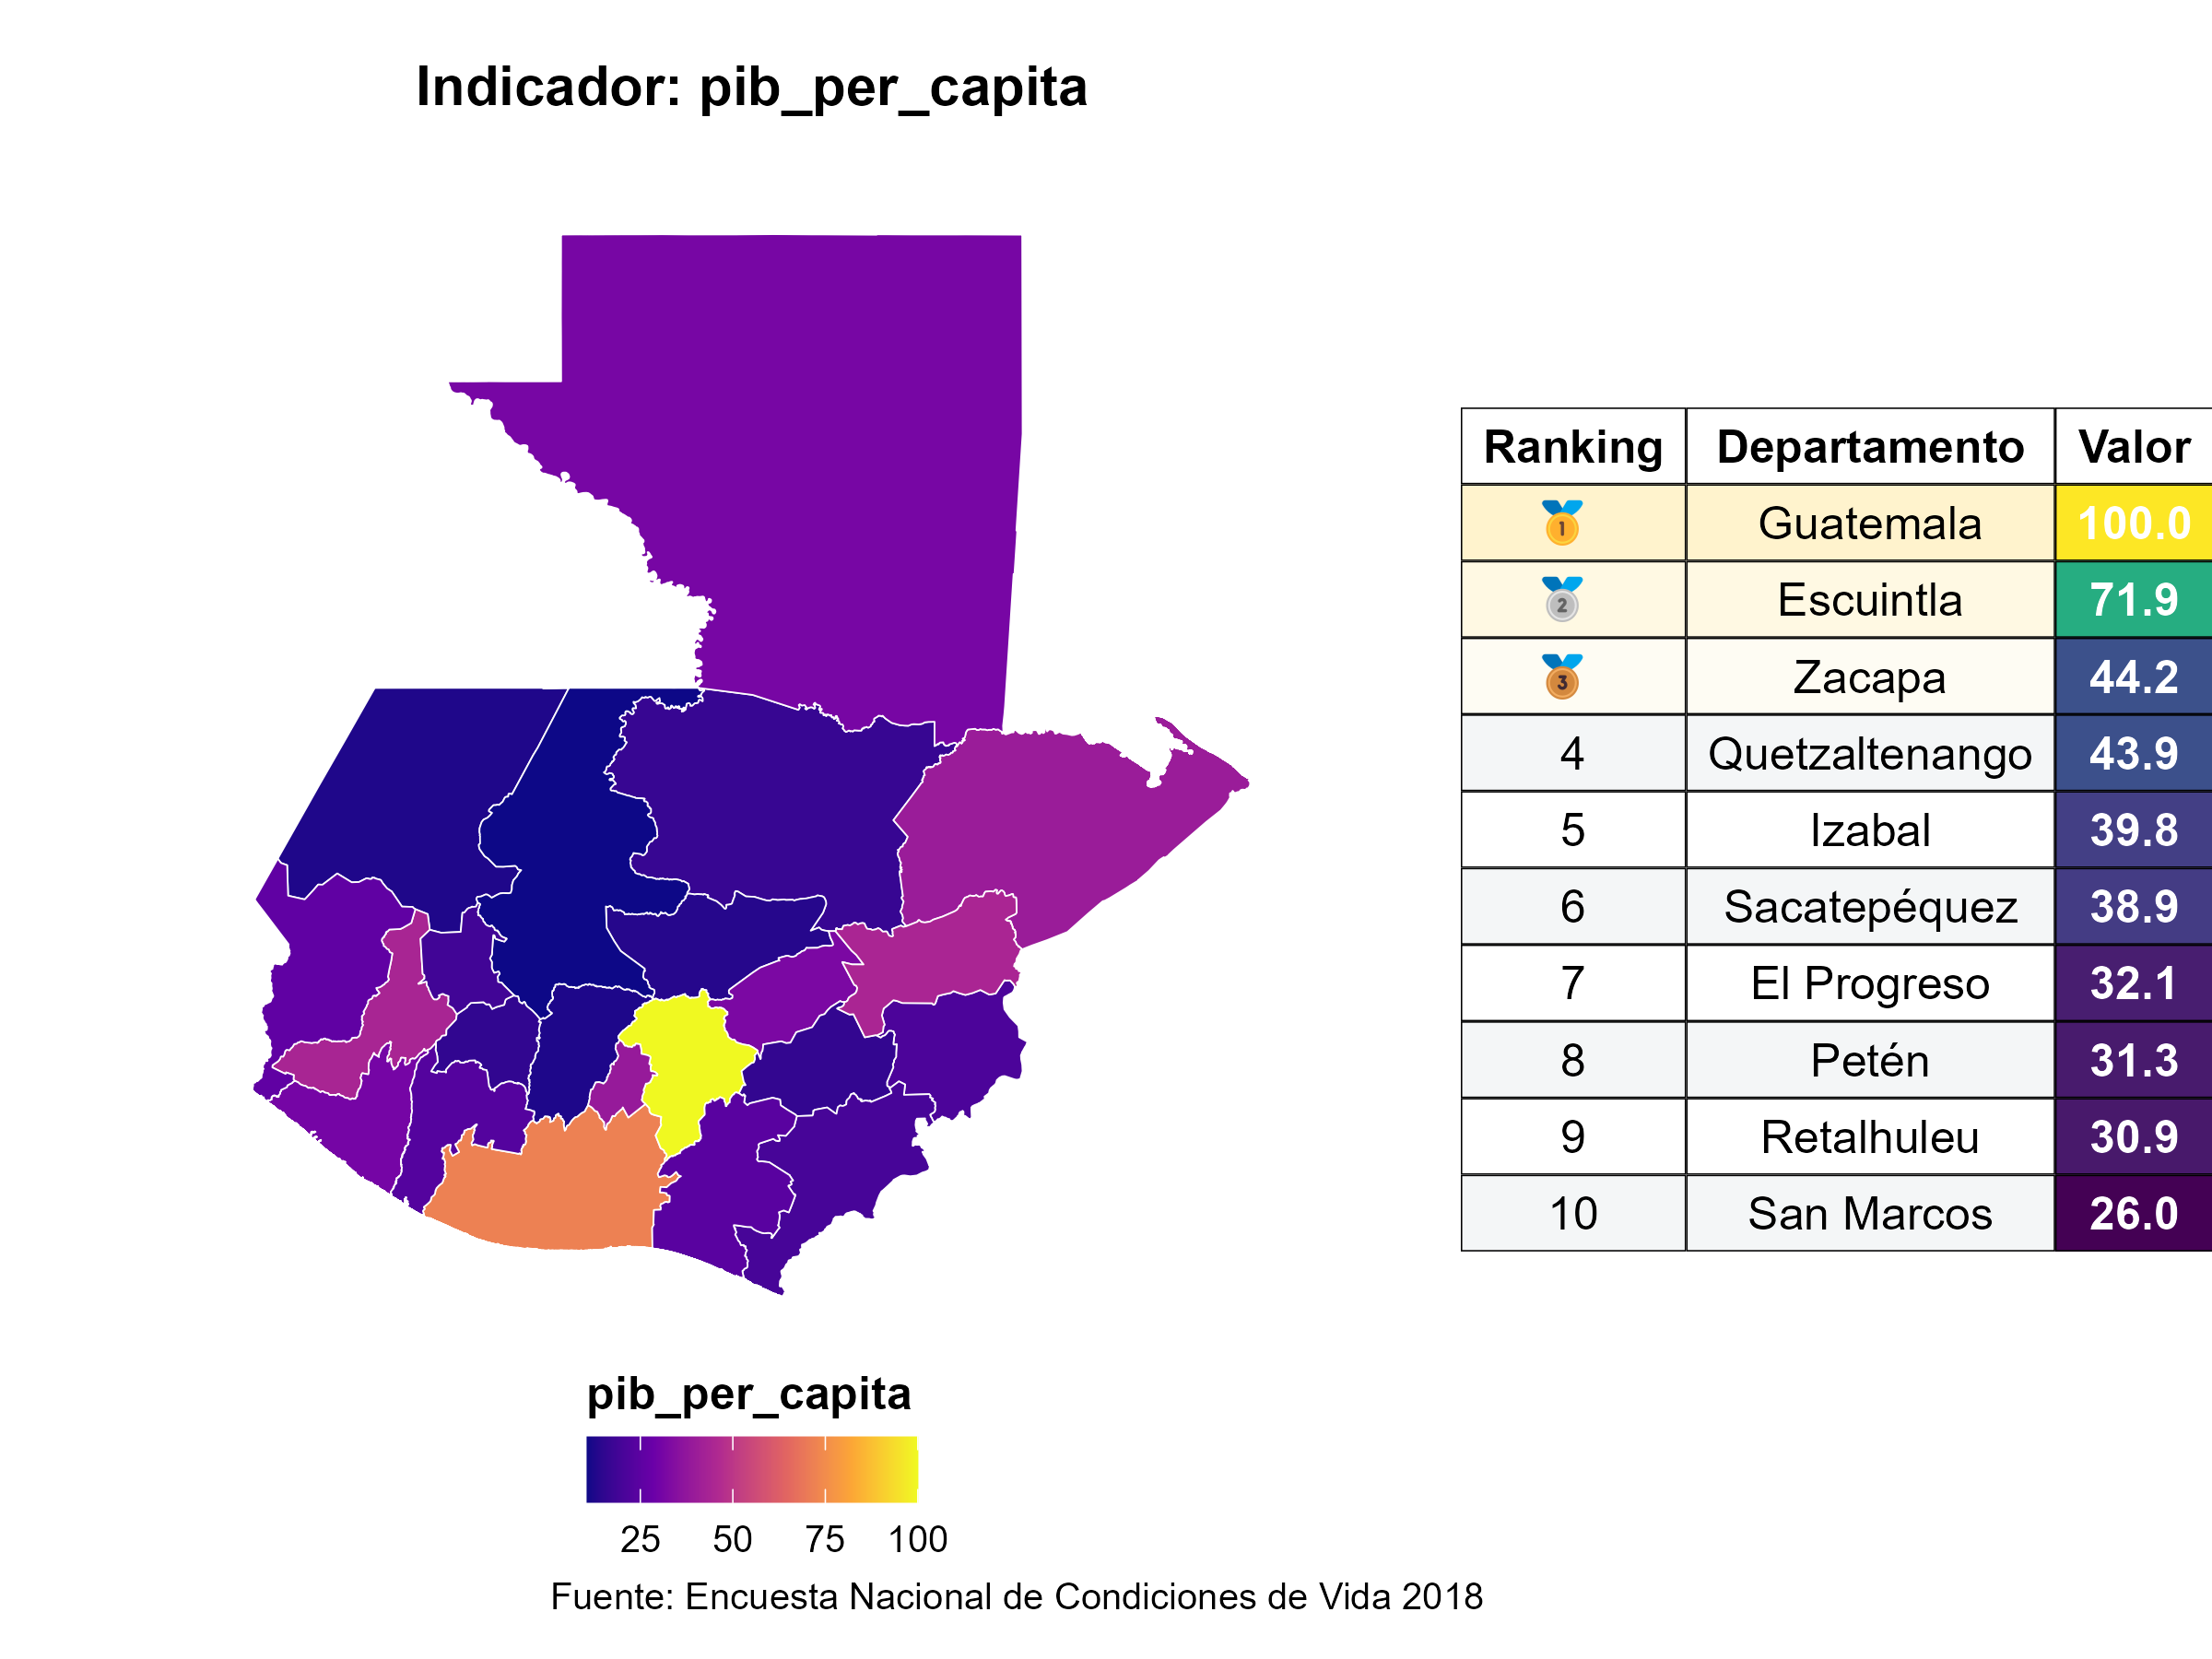 Indicador: pib_per_capita
Ranking Departamento Valor
1 Guatemala 100.0
2 Escuintla 71.9
3 Zacapa 44.2
4 Quetzaltenango 43.9
5 Izabal 39.8
6 Sacatepéquez 38.9
7 El Progreso 32.1
8 Petén 31.3
9 Retalhuleu 30.9
10 San Marcos 26.0
pib_per_capita
25 50 75 100
Fuente: Encuesta Nacional de Condiciones de Vida 2018